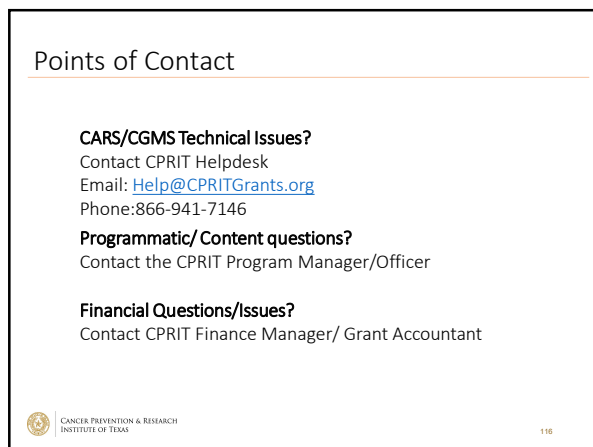 Points of Contact
CARS/CGMS Technical Issues?
Contact CPRIT Helpdesk
Email: Help@CPRITGrants.org
Phone:866-941-7146
Programmatic/ Content questions?
Contact the CPRIT Program Manager/Officer
Financial Questions/Issues?
Contact CPRIT Finance Manager/ Grant Accountant
CANCER PREVENTION & RESEARCH
INSTITUTE OF TEXAS
116